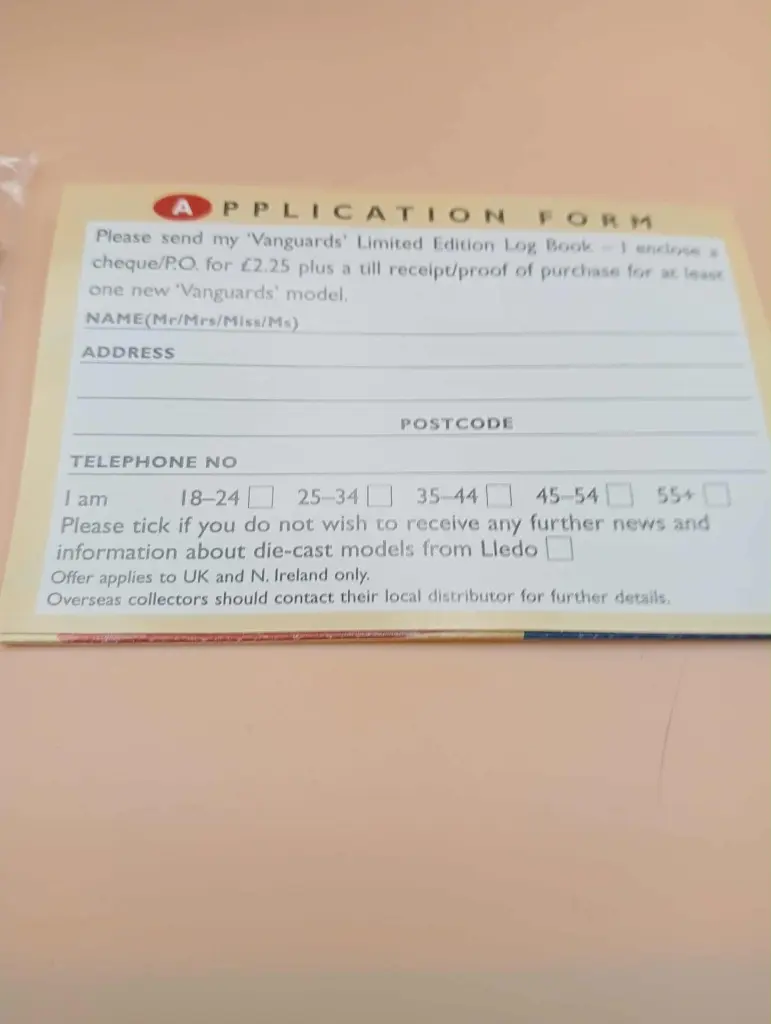 APPLICATION FORM
Please send my 'Vanguards' Limited Edition Log Book – I enclose a
cheque/P.O. for £2.25 plus a till receipt/proof of purchase for at least
one new 'Vanguards' model.
NAME(Mr/Mrs/Miss/Ms)
ADDRESS
POSTCODE
TELEPHONE NO
I am 18–24 25–34 35–44 45–54 55+
Please tick if you do not wish to receive any further news and
information about die-cast models from Lledo
Offer applies to UK and N. Ireland only.
Overseas collectors should contact their local distributor for further details.